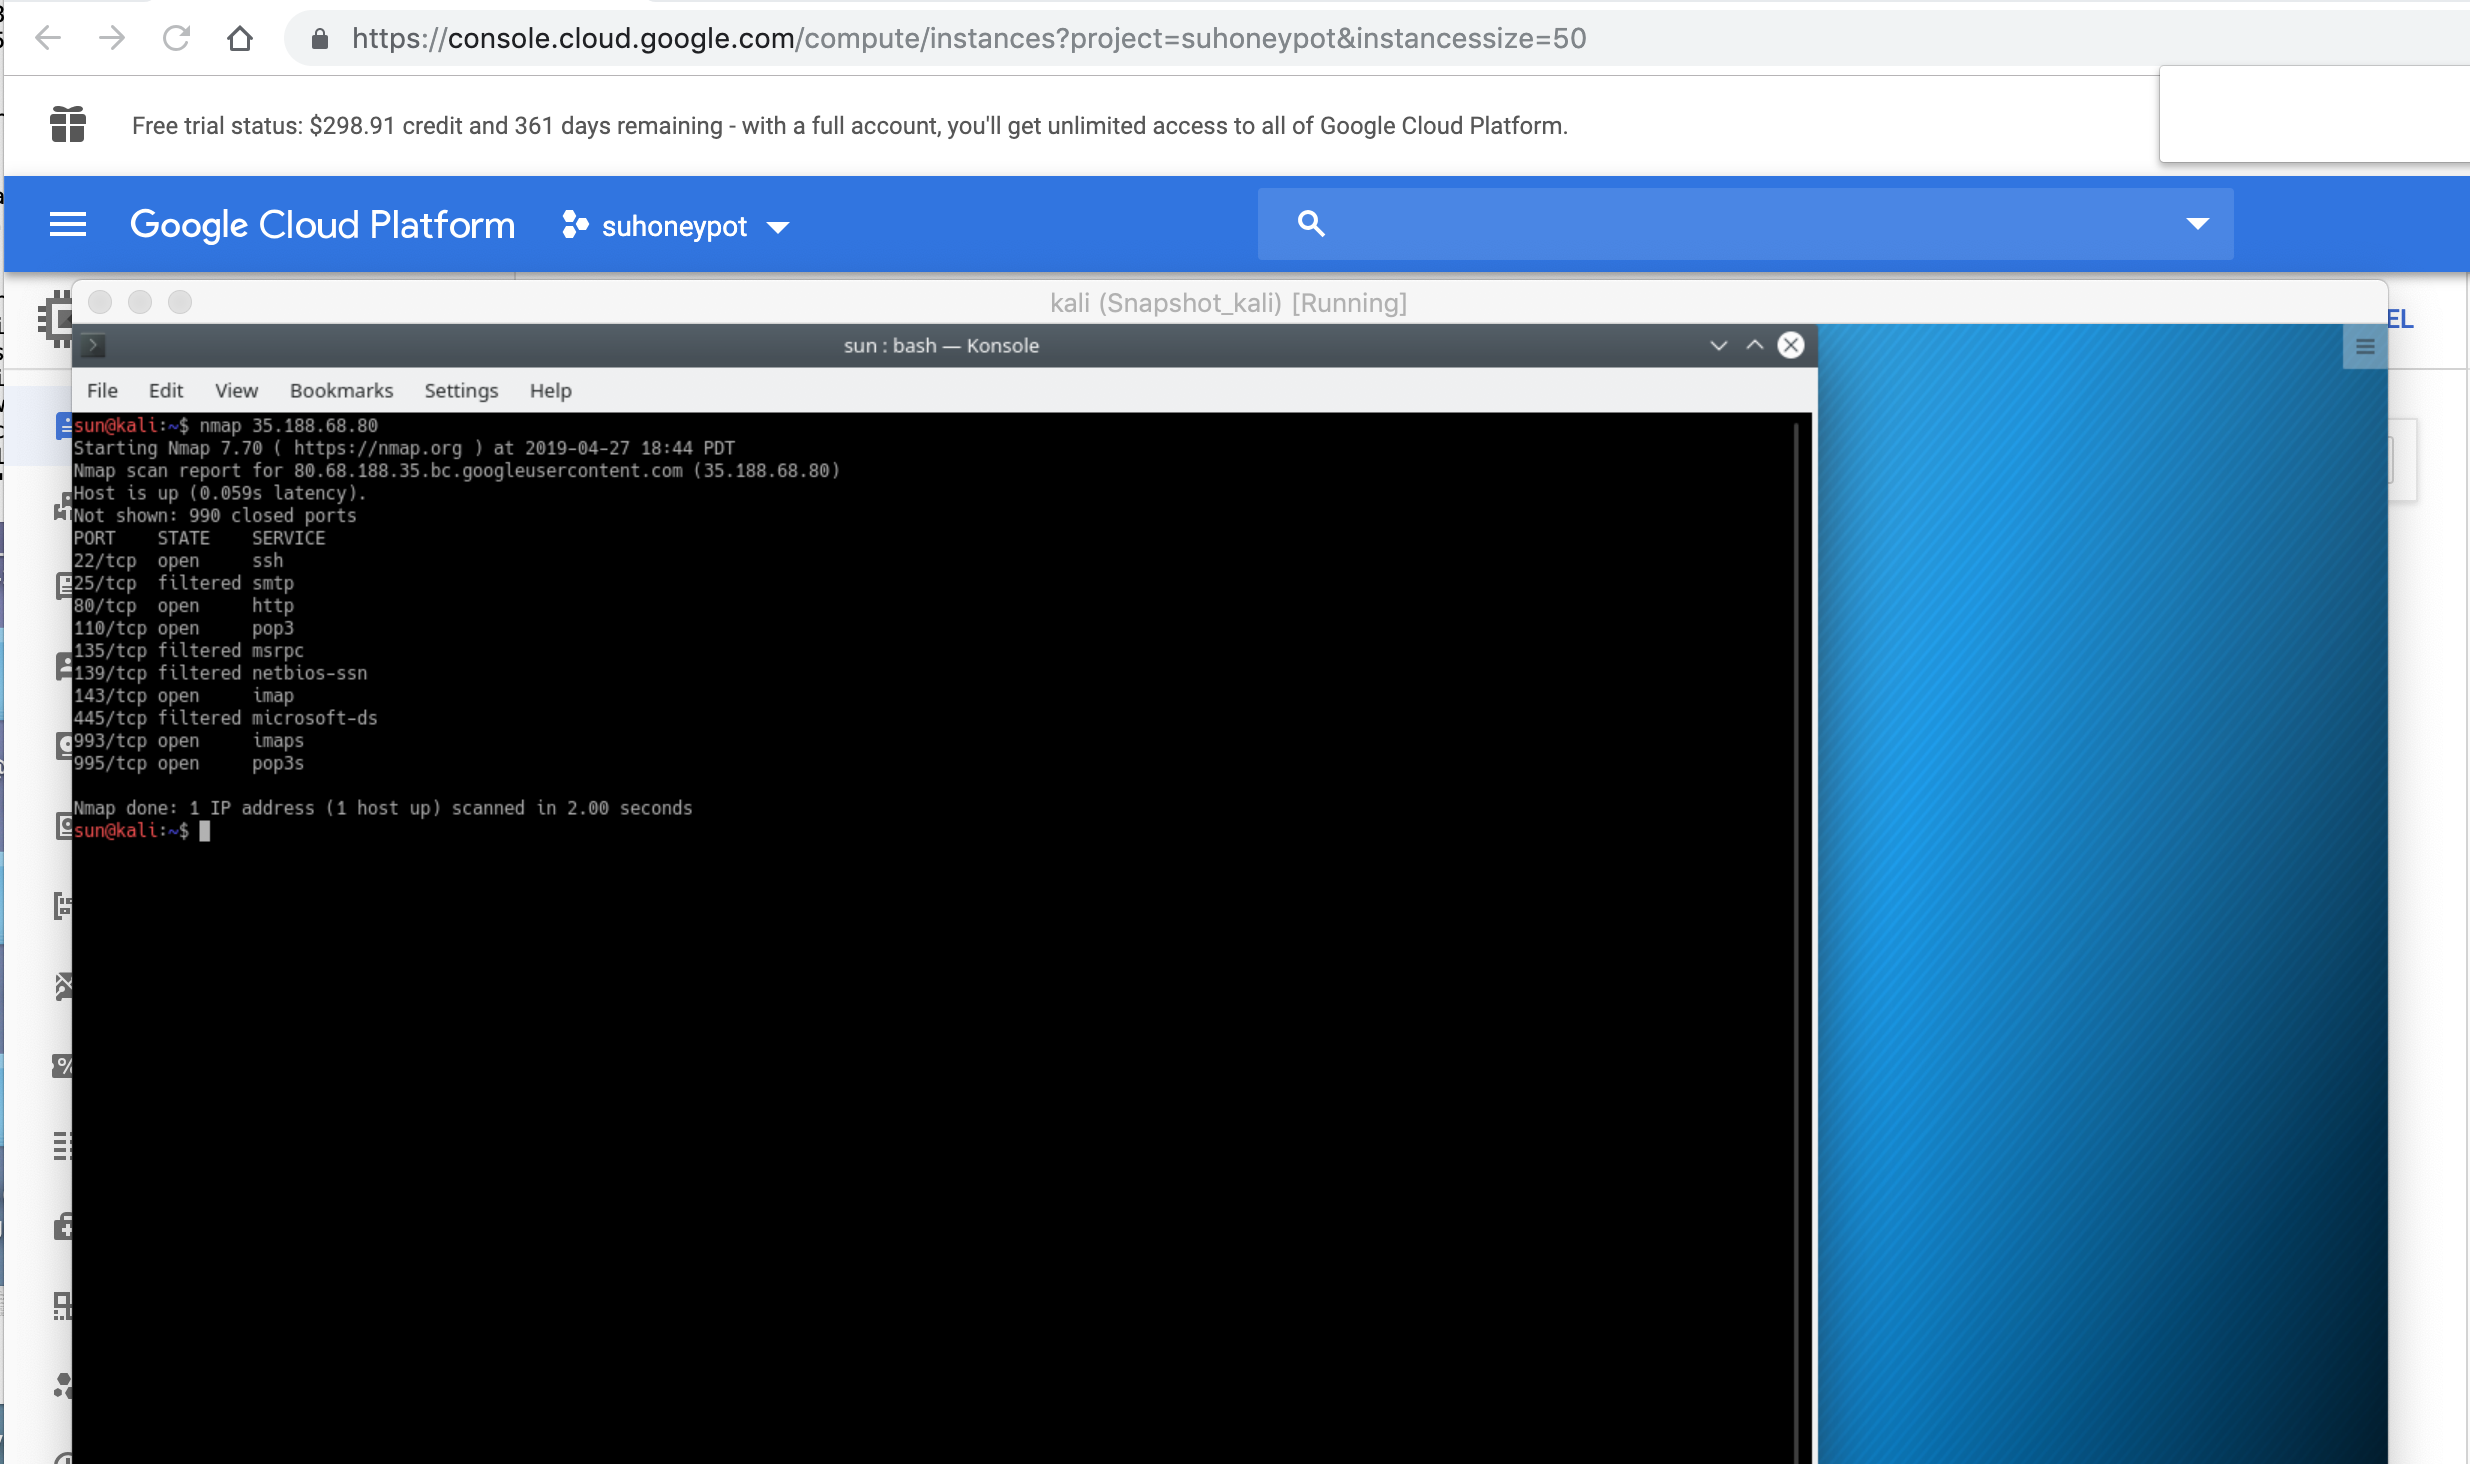 https://console.cloud.google.com/compute/instances?project=suhoneypot&instancessize=50
Free trial status: $298.91 credit and 361 days remaining - with a full account, you'll get unlimited access to all of Google Cloud Platform.
Google Cloud Platform suhoneypot
kali (Snapshot_kali) [Running]
EL
sun : bash — Konsole
File Edit View Bookmarks Settings Help
sun@kali:~$ nmap 35.188.68.80
Starting Nmap 7.70 ( https://nmap.org ) at 2019-04-27 18:44 PDT
Nmap scan report for 80.68.188.35.bc.googleusercontent.com (35.188.68.80)
Host is up (0.059s latency).
Not shown: 990 closed ports
PORT    STATE    SERVICE
22/tcp  open     ssh
25/tcp  filtered smtp
80/tcp  open     http
110/tcp open     pop3
135/tcp filtered msrpc
139/tcp filtered netbios-ssn
143/tcp open     imap
445/tcp filtered microsoft-ds
993/tcp open     imaps
995/tcp open     pop3s
Nmap done: 1 IP address (1 host up) scanned in 2.00 seconds
sun@kali:~$